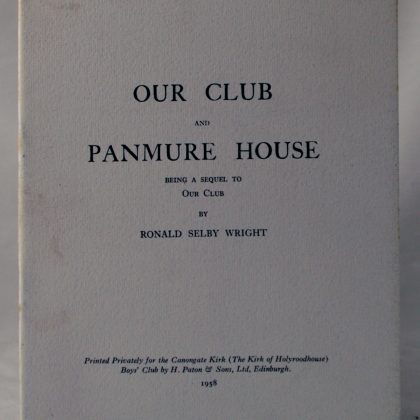 OUR CLUB
AND
PANMURE HOUSE
BEING A SEQUEL TO
OUR CLUB
BY
RONALD SELBY WRIGHT
Printed Privately for the Canongate Kirk (The Kirk of Holyroodhouse)
Boys' Club by H. Paton & Sons, Ltd, Edinburgh.
1958